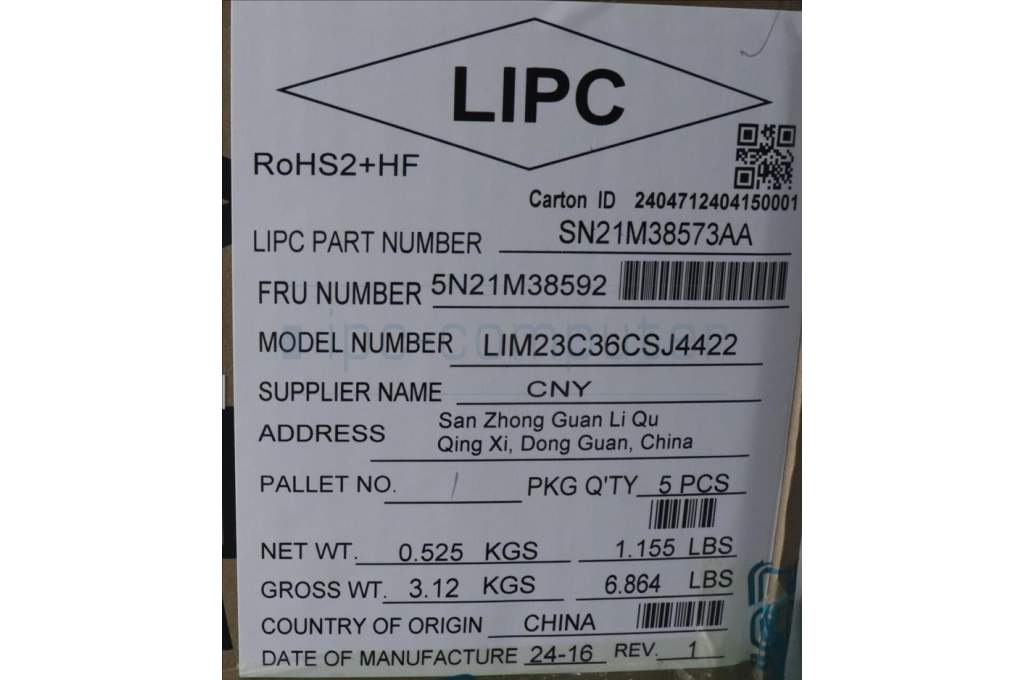 LIPC
RoHS2+HF
Carton ID 2404712404150001
LIPC PART NUMBER SN21M38573AA
FRU NUMBER 5N21M38592
ipc-computer
MODEL NUMBER LIM23C36CSJ4422
SUPPLIER NAME CNY
ADDRESS San Zhong Guan Li Qu
Qing Xi, Dong Guan, China
PALLET NO. / PKG Q'TY 5 PCS
NET WT. 0.525 KGS 1.155 LBS
GROSS WT. 3.12 KGS 6.864 LBS
COUNTRY OF ORIGIN CHINA
DATE OF MANUFACTURE 24-16 REV. 1